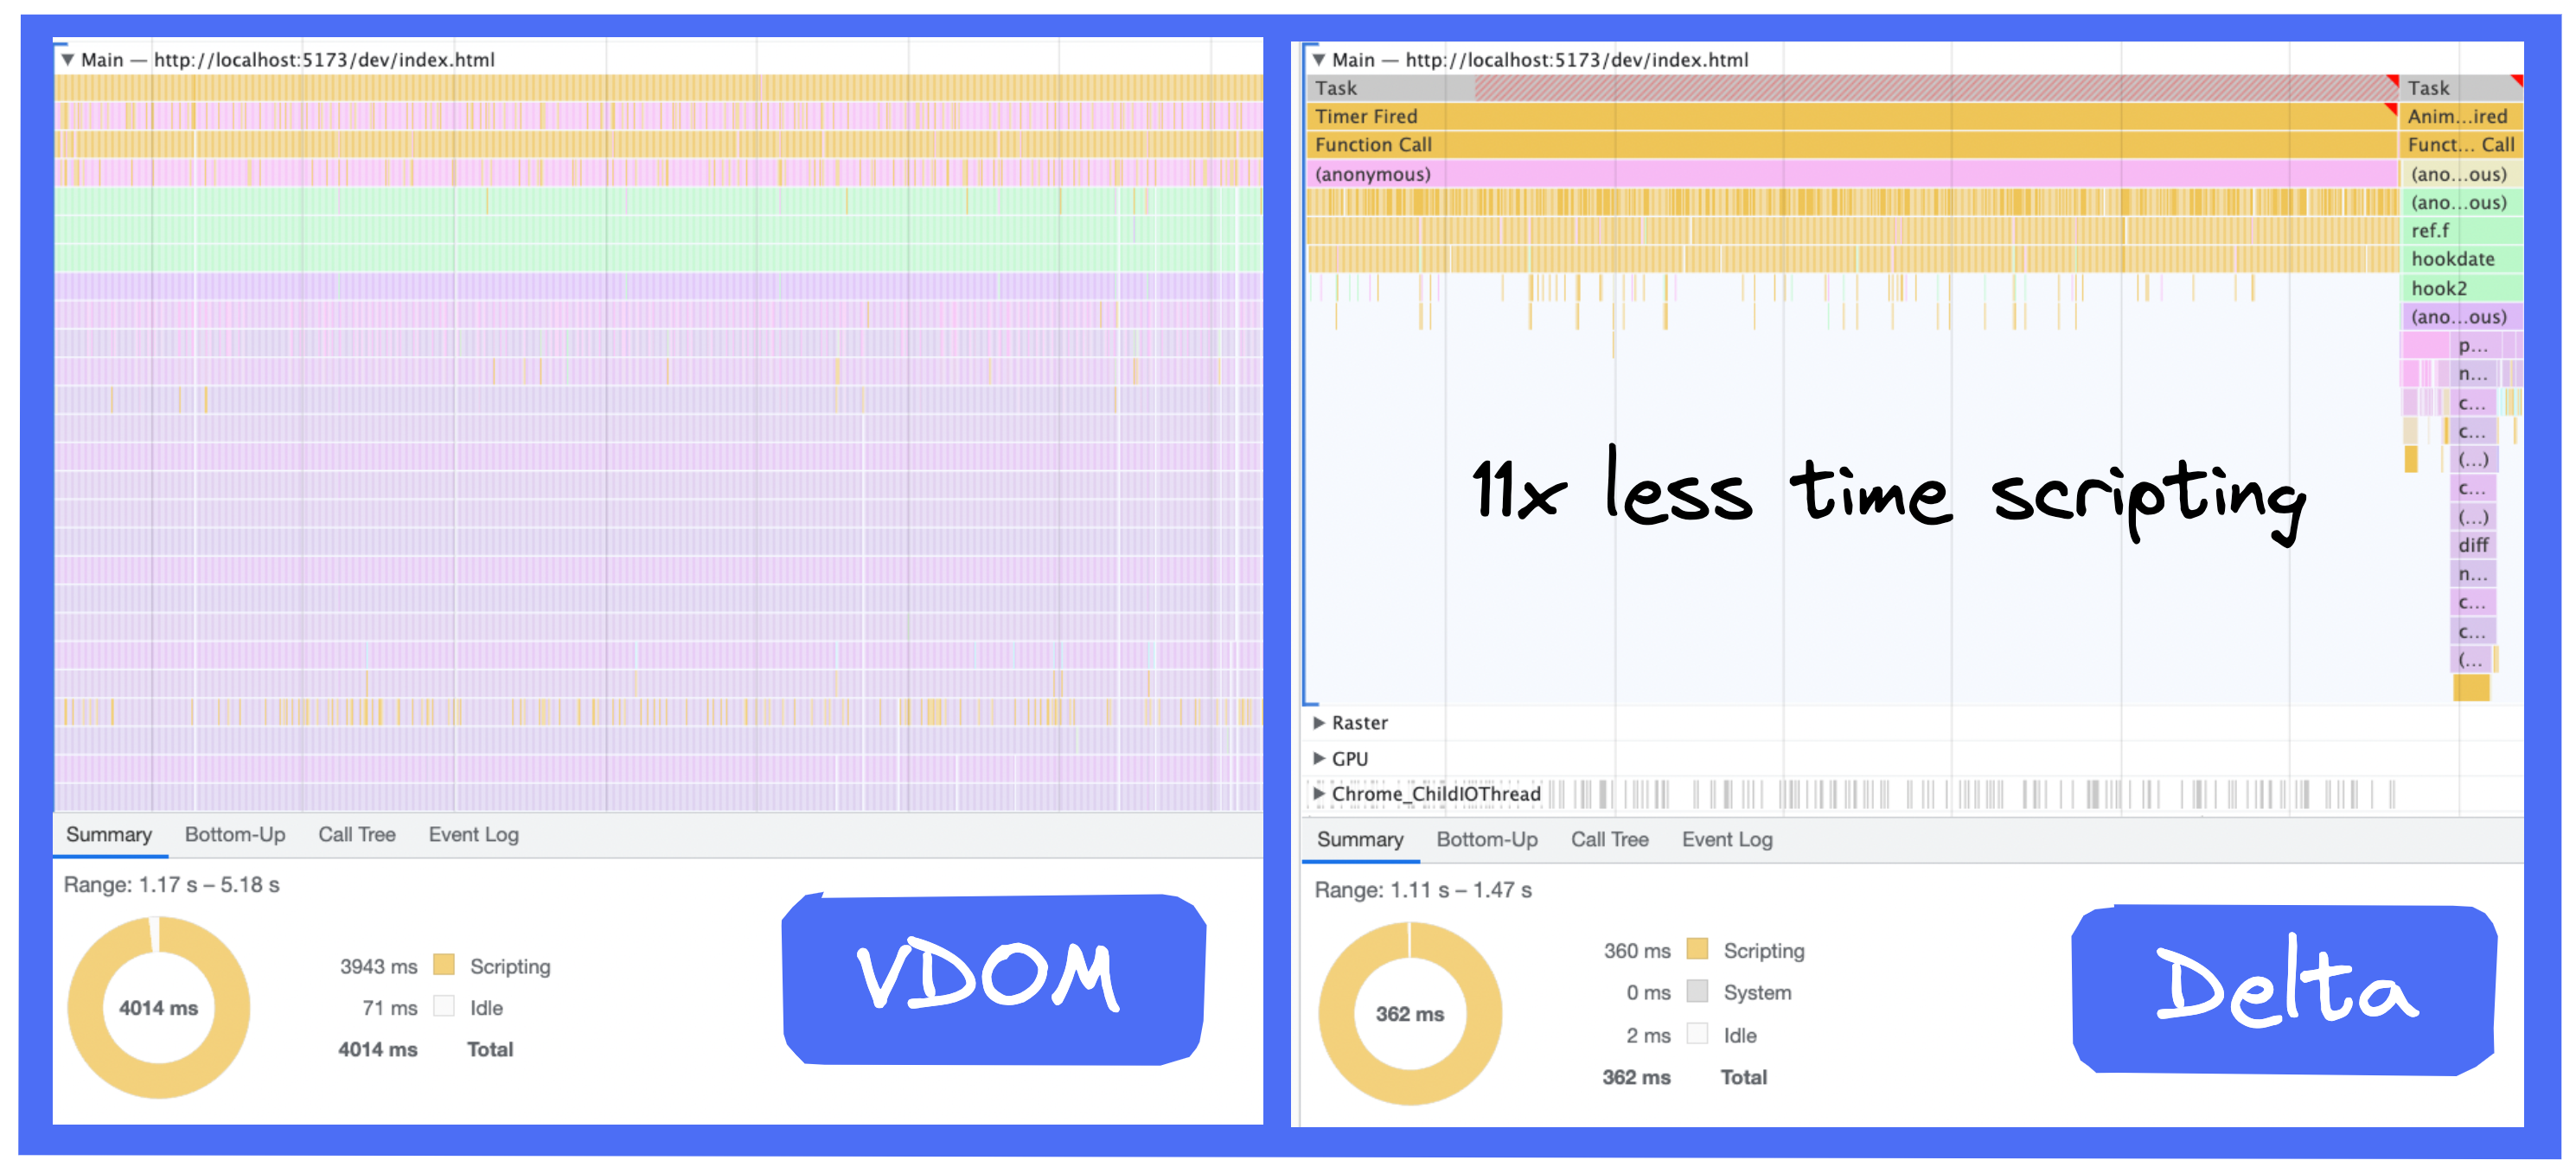 Main — http://localhost:5173/dev/index.html
Summary Bottom-Up Call Tree Event Log
Range: 1.17 s – 5.18 s
4014 ms
3943 ms Scripting
71 ms Idle
4014 ms Total
VDOM
Main — http://localhost:5173/dev/index.html
Task Task
Timer Fired Anim...ired
Function Call Funct... Call
(anonymous) (ano...ous)
(ano...ous)
ref.f
hookdate
hook2
(ano...ous)
p...
n...
c...
c...
(...)
c...
(...)
diff
n...
c...
c...
(...
11x less time scripting
Raster
GPU
Chrome_ChildIOThread
Summary Bottom-Up Call Tree Event Log
Range: 1.11 s – 1.47 s
362 ms
360 ms Scripting
0 ms System
2 ms Idle
362 ms Total
Delta